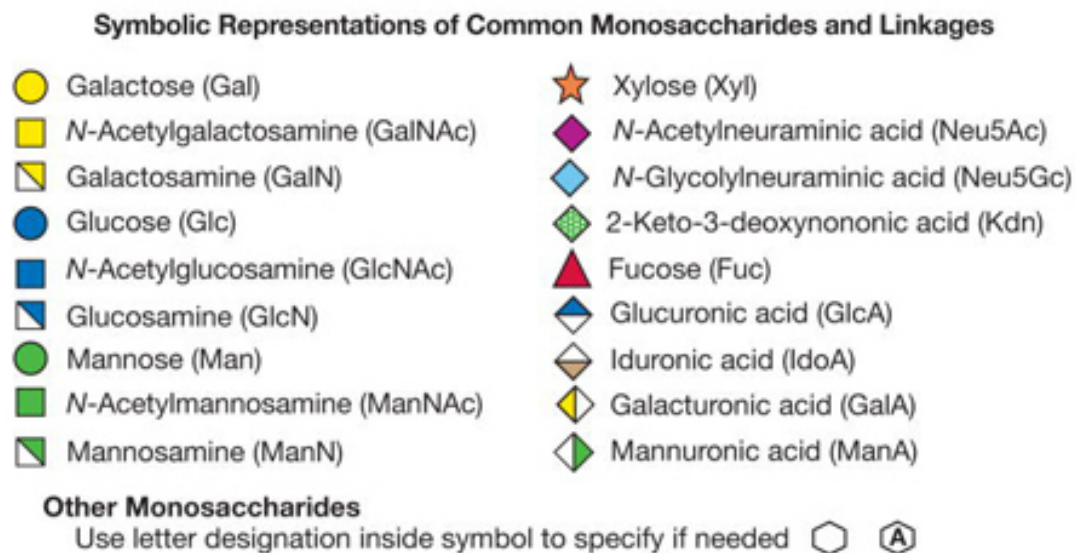 Symbolic Representations of Common Monosaccharides and Linkages
Galactose (Gal)
N-Acetylgalactosamine (GalNAc)
Galactosamine (GalN)
Glucose (Glc)
N-Acetylglucosamine (GlcNAc)
Glucosamine (GlcN)
Mannose (Man)
N-Acetylmannosamine (ManNAc)
Mannosamine (ManN)
Xylose (Xyl)
N-Acetylneuraminic acid (Neu5Ac)
N-Glycolylneuraminic acid (Neu5Gc)
2-Keto-3-deoxynononic acid (Kdn)
Fucose (Fuc)
Glucuronic acid (GlcA)
Iduronic acid (IdoA)
Galacturonic acid (GalA)
Mannuronic acid (ManA)
Other Monosaccharides
Use letter designation inside symbol to specify if needed A